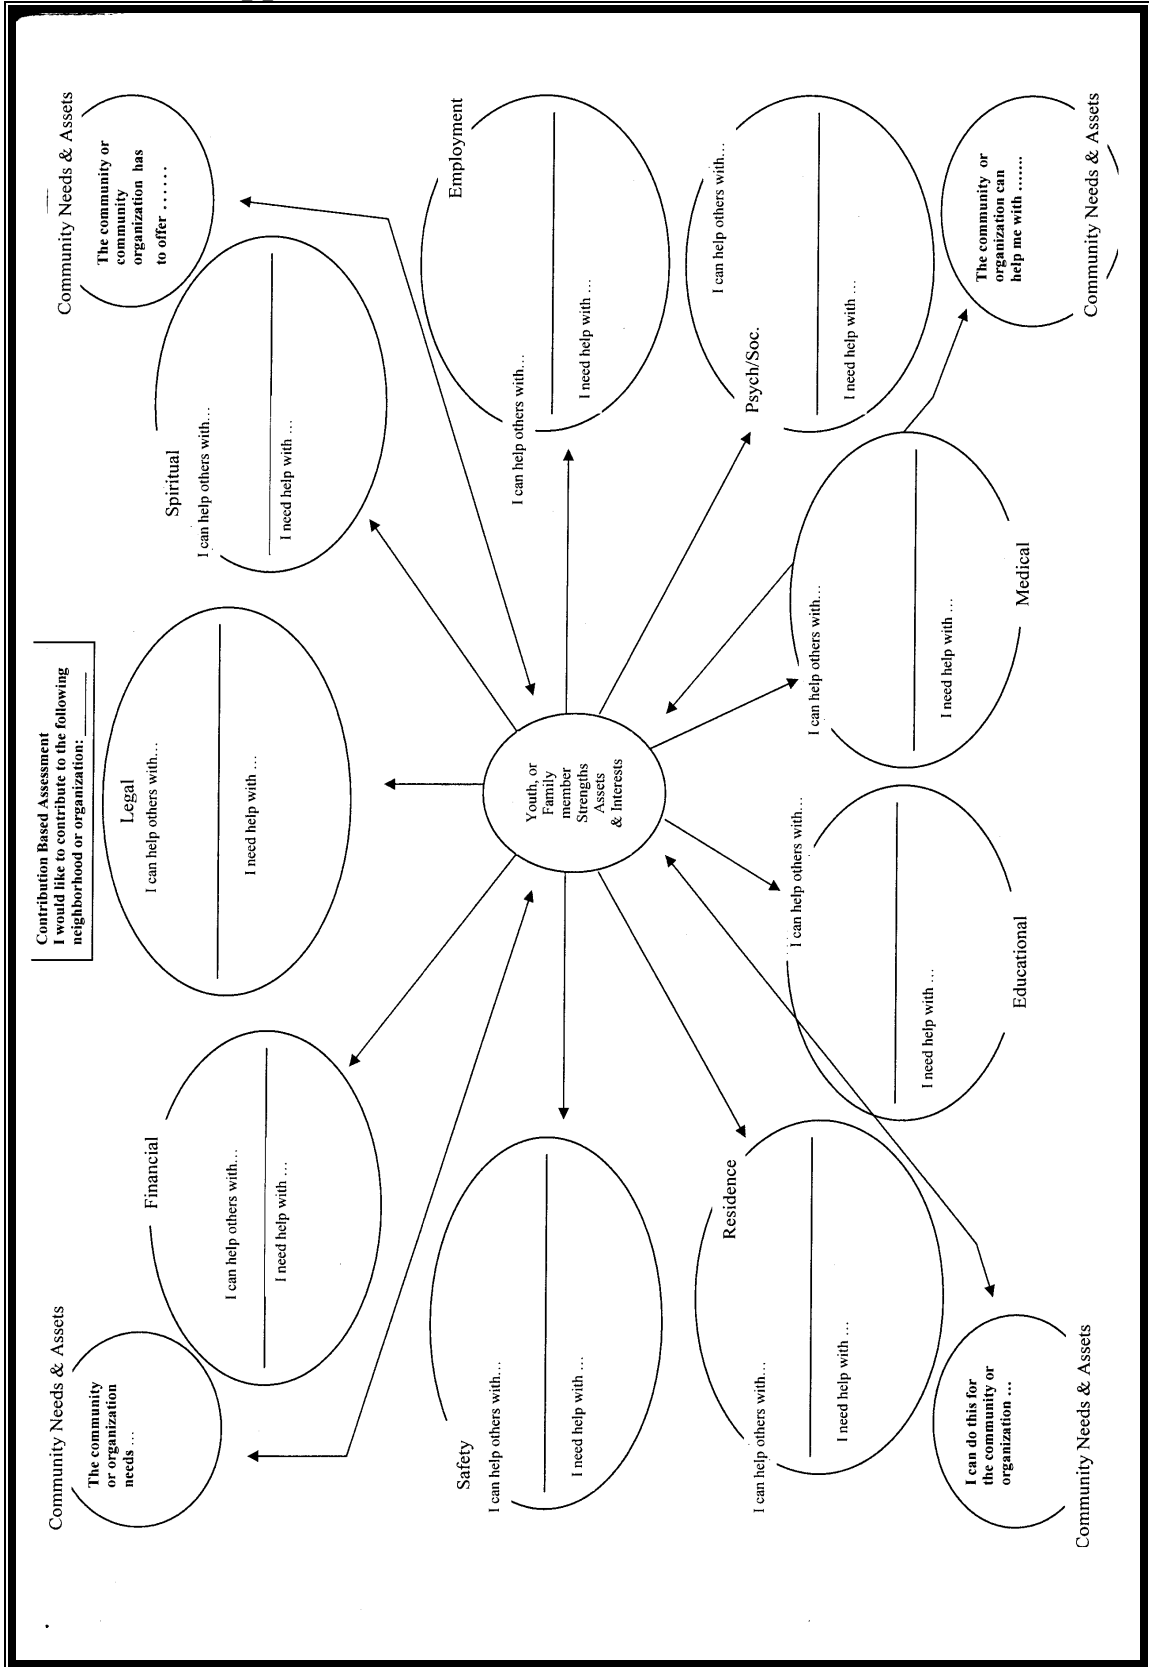 Contribution Based Assessment
I would like to contribute to the following
neighborhood or organization: ______
Community Needs & Assets
The community
or organization
needs …
Community Needs & Assets
The community or
community
organization has
to offer ……
Financial
I can help others with…
I need help with …
Legal
I can help others with…
I need help with …
Spiritual
I can help others with…
I need help with …
Safety
I can help others with…
I need help with …
Youth, or
Family
member
Strengths
Assets
& Interests
Employment
I can help others with…
I need help with …
Residence
I can help others with…
I need help with …
Psych/Soc.
I can help others with…
I need help with …
I can help others with…
I need help with …
Educational
I can help others with…
I need help with …
Medical
I can do this for
the community or
organization …
Community Needs & Assets
The community or
organization can
help me with …….
Community Needs & Assets